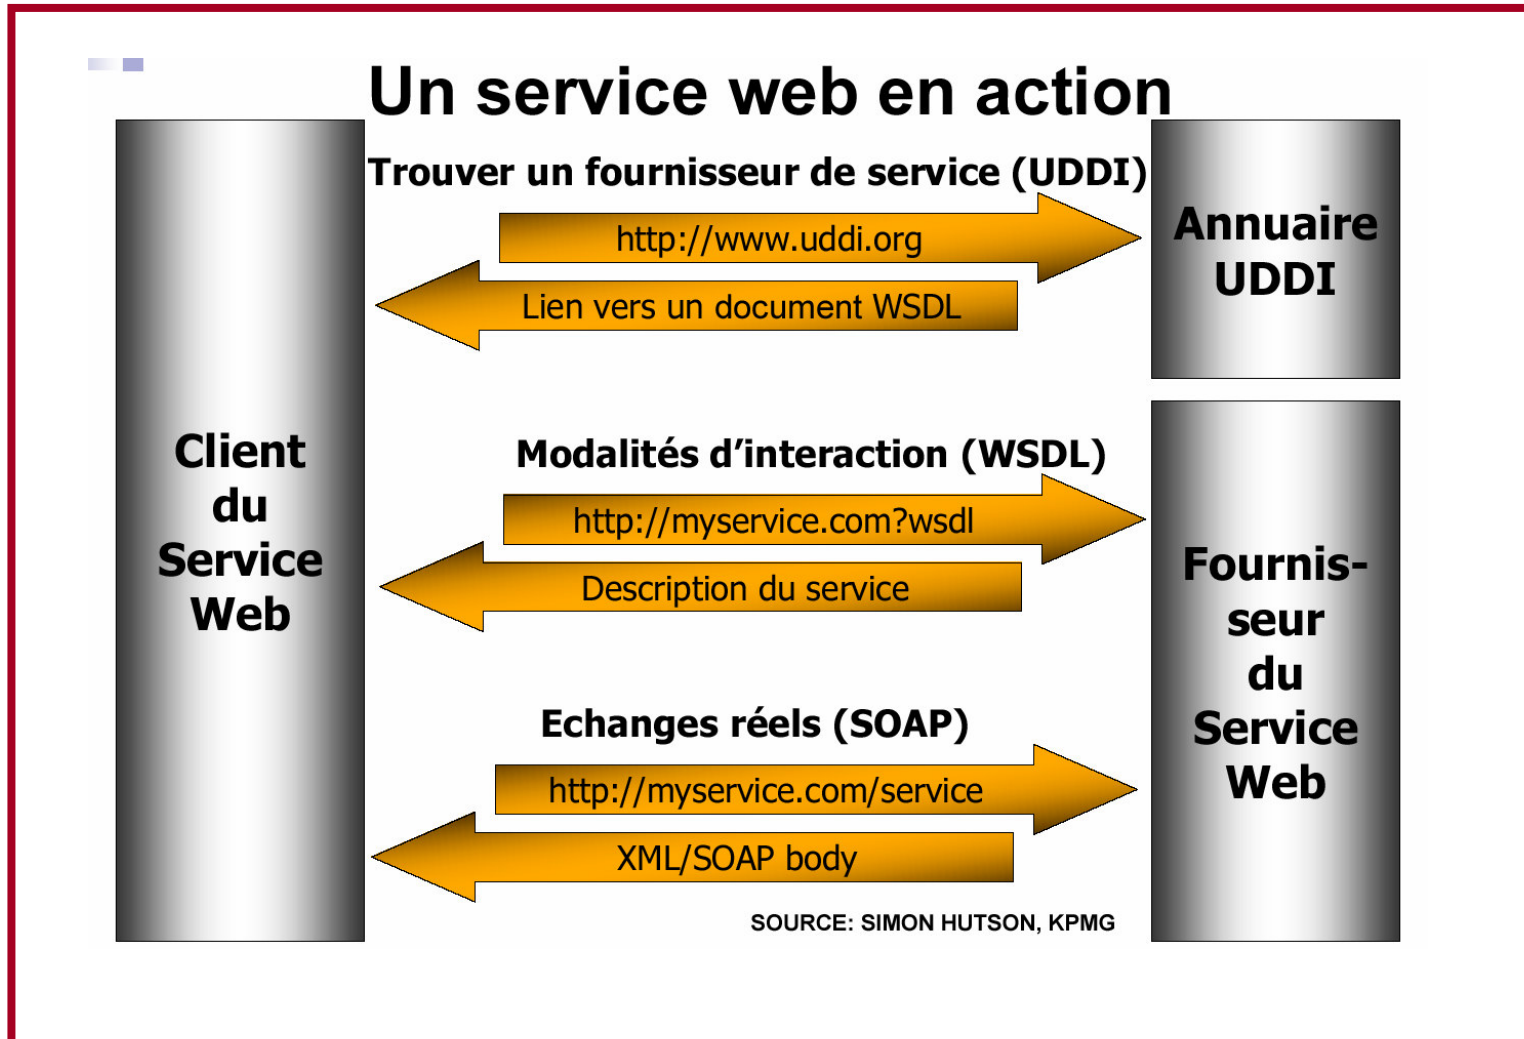 Un service web en action
Trouver un fournisseur de service (UDDI)
http://www.uddi.org
Lien vers un document WSDL
Annuaire
UDDI
Client
du
Service
Web
Modalités d'interaction (WSDL)
http://myservice.com?wsdl
Description du service
Echanges réels (SOAP)
http://myservice.com/service
XML/SOAP body
Fournis-
seur
du
Service
Web
SOURCE: SIMON HUTSON, KPMG